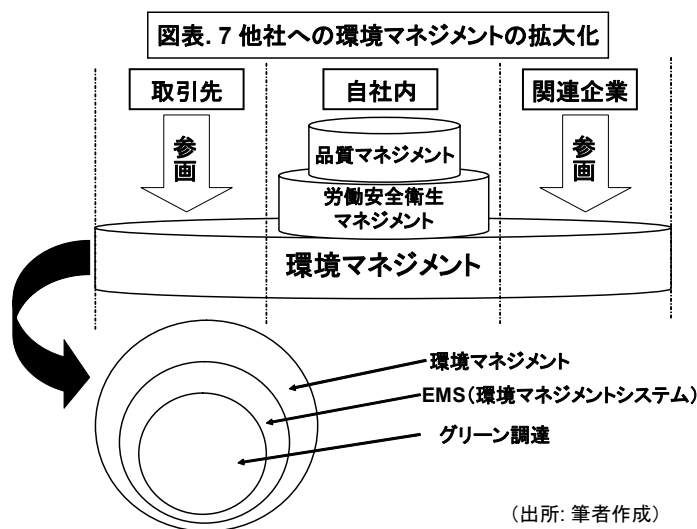 図表. 7 他社への環境マネジメントの拡大化
取引先
自社内
関連企業
参画
品質マネジメント
労働安全衛生
マネジメント
参画
環境マネジメント
環境マネジメント
EMS(環境マネジメントシステム)
グリーン調達
(出所: 筆者作成)